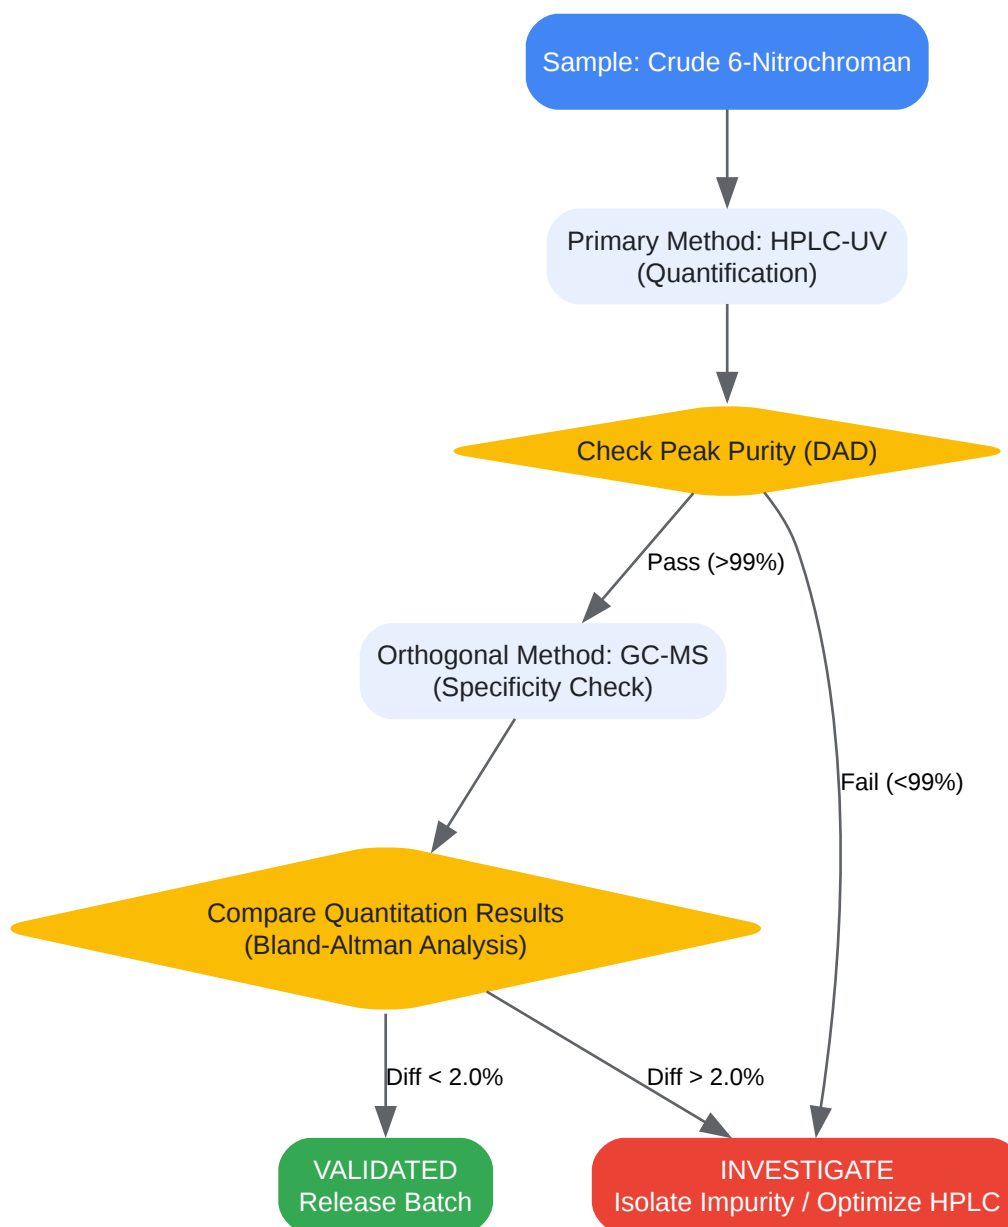 Sample: Crude 6-Nitrochroman
Primary Method: HPLC-UV
(Quantification)
Check Peak Purity (DAD)
Pass (>99%)
Orthogonal Method: GC-MS
(Specificity Check)
Fail (<99%)
Compare Quantitation Results
(Bland-Altman Analysis)
Diff < 2.0%
Diff > 2.0%
VALIDATED
Release Batch
INVESTIGATE
Isolate Impurity / Optimize HPLC